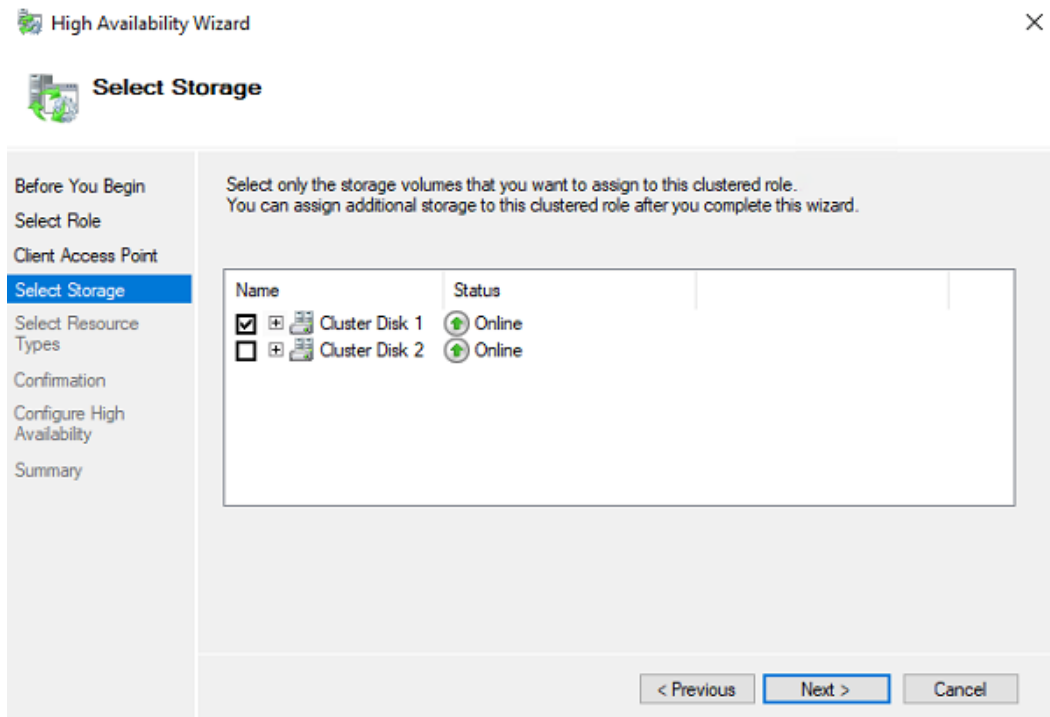 High Availability Wizard
Select Storage
Before You Begin
Select Role
Client Access Point
Select Storage
Select Resource
Types
Confirmation
Configure High
Availability
Summary
Select only the storage volumes that you want to assign to this clustered role.
You can assign additional storage to this clustered role after you complete this wizard.
Name Status
Cluster Disk 1 Online
Cluster Disk 2 Online
< Previous Next > Cancel